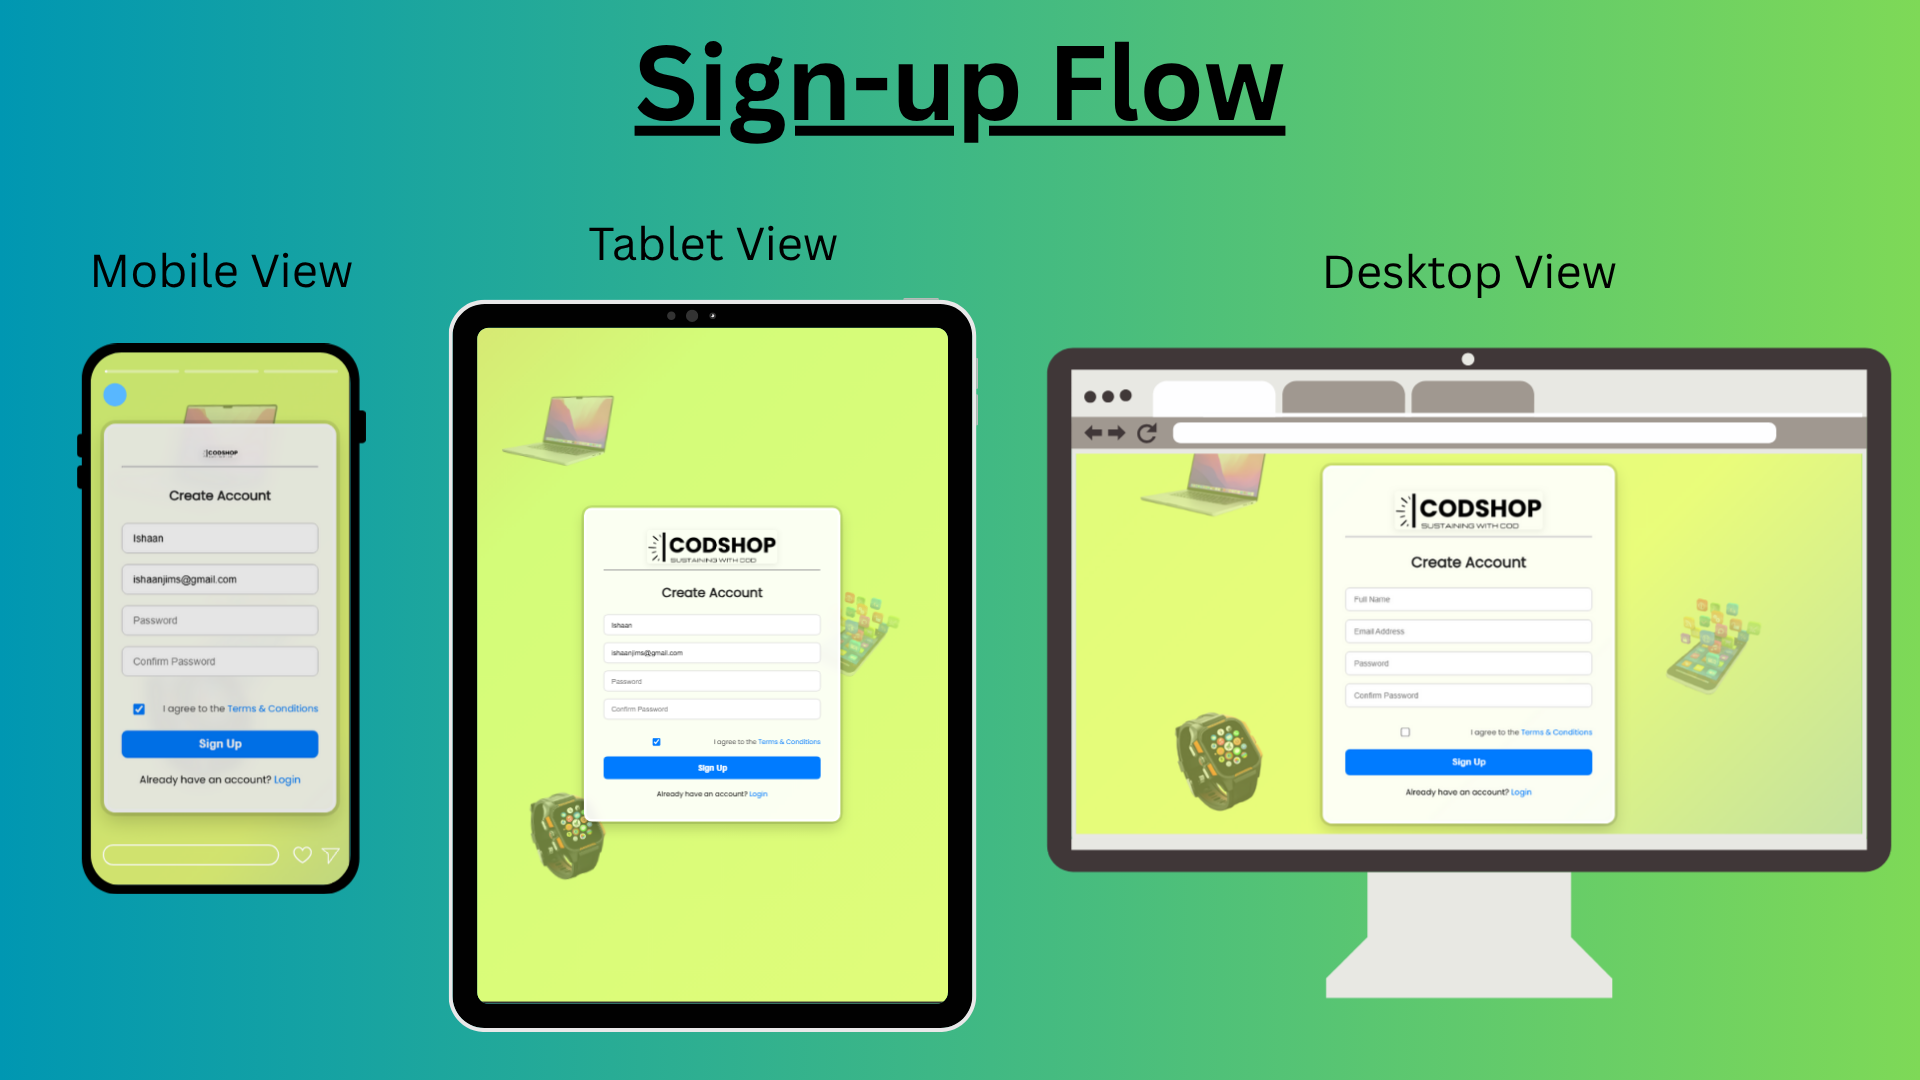 Sign-up Flow
Mobile View
CODSHOP
Create Account
Ishaan
ishaanjims@gmail.com
Password
Confirm Password
I agree to the Terms & Conditions
Sign Up
Already have an account? Login
Tablet View
CODSHOP
SUSTAINING WITH COD
Create Account
Ishaan
ishaanjims@gmail.com
Password
Confirm Password
I agree to the Terms & Conditions
Sign Up
Already have an account? Login
Desktop View
CODSHOP
SUSTAINING WITH COD
Create Account
Full Name
Email Address
Password
Confirm Password
I agree to the Terms & Conditions
Sign Up
Already have an account? Login